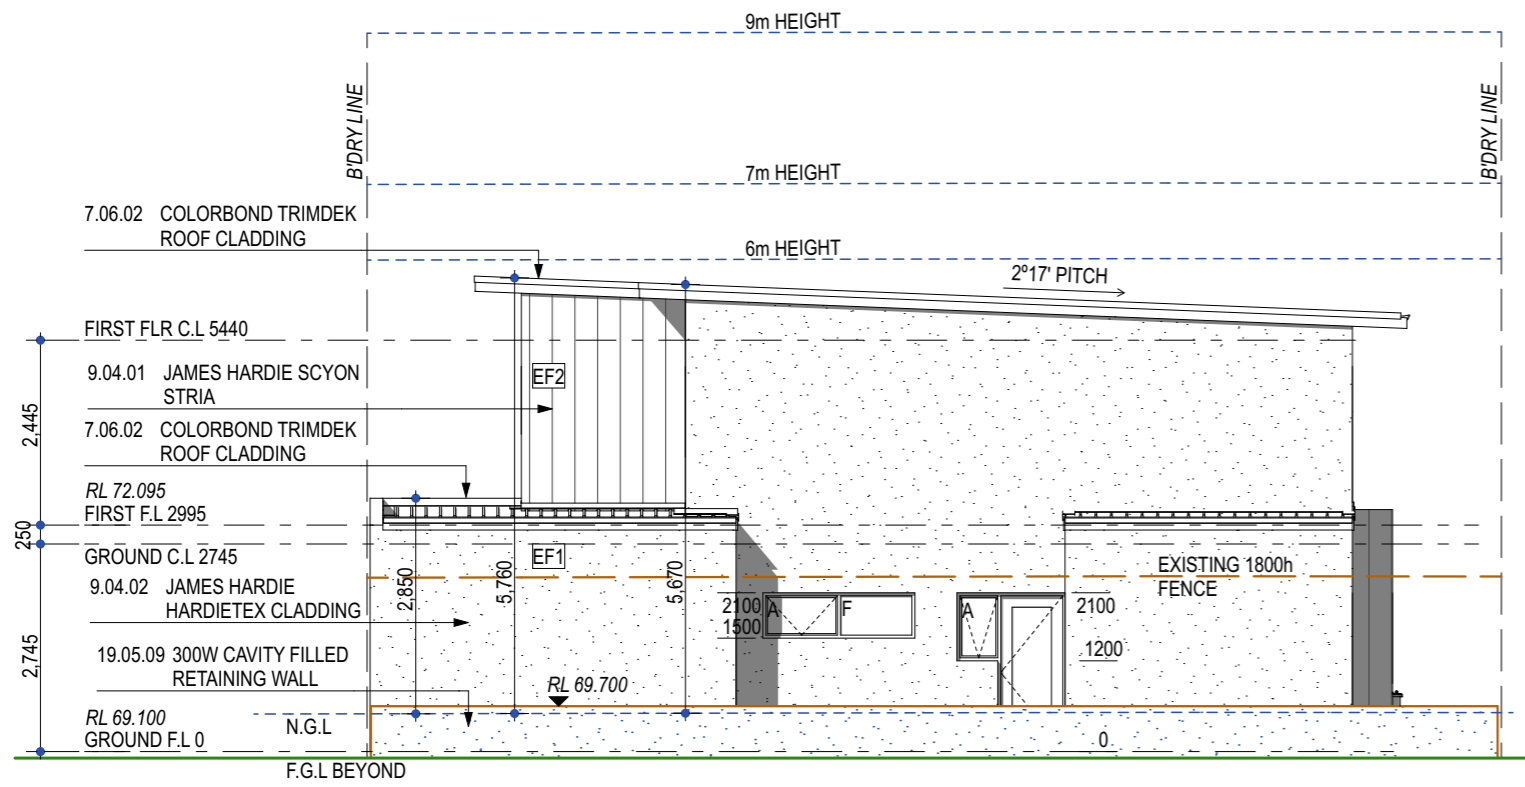 9m HEIGHT
B'DRY LINE
B'DRY LINE
7m HEIGHT
7.06.02 COLORBOND TRIMDEK
ROOF CLADDING
6m HEIGHT
2º17' PITCH
FIRST FLR C.L 5440
9.04.01 JAMES HARDIE SCYON
STRIA
EF2
2,445
7.06.02 COLORBOND TRIMDEK
ROOF CLADDING
RL 72.095
FIRST F.L 2995
250
GROUND C.L 2745
EF1
EXISTING 1800h
FENCE
9.04.02 JAMES HARDIE
HARDIETEX CLADDING
2,850
5,760
5,670
2100
1500
A
F
A
2100
1200
2,745
19.05.09 300W CAVITY FILLED
RETAINING WALL
RL 69.700
RL 69.100
GROUND F.L 0
N.G.L
0
F.G.L BEYOND